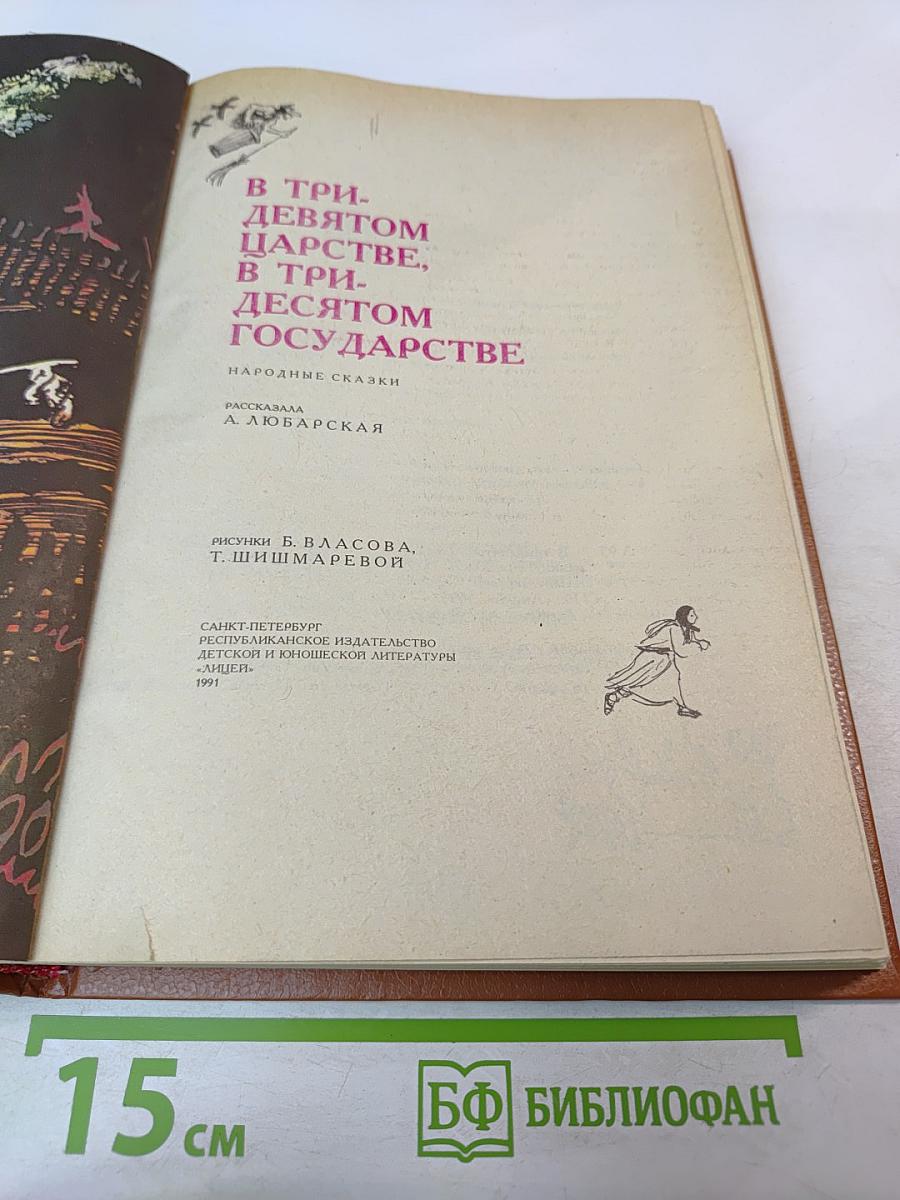 В ТРИ-
ДЕВЯТОМ
ЦАРСТВЕ,
В ТРИ-
ДЕСЯТОМ
ГОСУДАРСТВЕ
НАРОДНЫЕ СКАЗКИ
РАССКАЗАЛА
А. ЛЮБАРСКАЯ
РИСУНКИ Б. ВЛАСОВА,
Т. ШИШМАРЕВОЙ
САНКТ-ПЕТЕРБУРГ
РЕСПУБЛИКАНСКОЕ ИЗДАТЕЛЬСТВО
ДЕТСКОЙ И ЮНОШЕСКОЙ ЛИТЕРАТУРЫ
«ЛИЦЕЙ»
1991
15 см
БФ БИБЛИОФАН